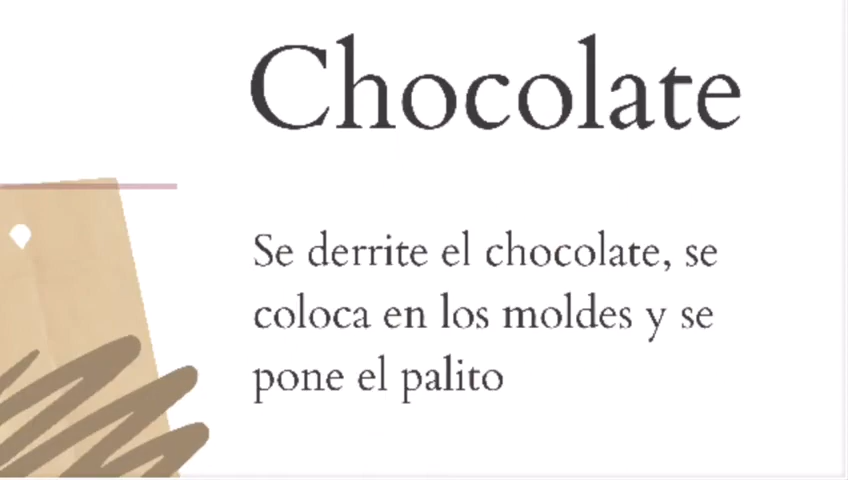 Chocolate
Se derrite el chocolate, se
coloca en los moldes y se
pone el palito